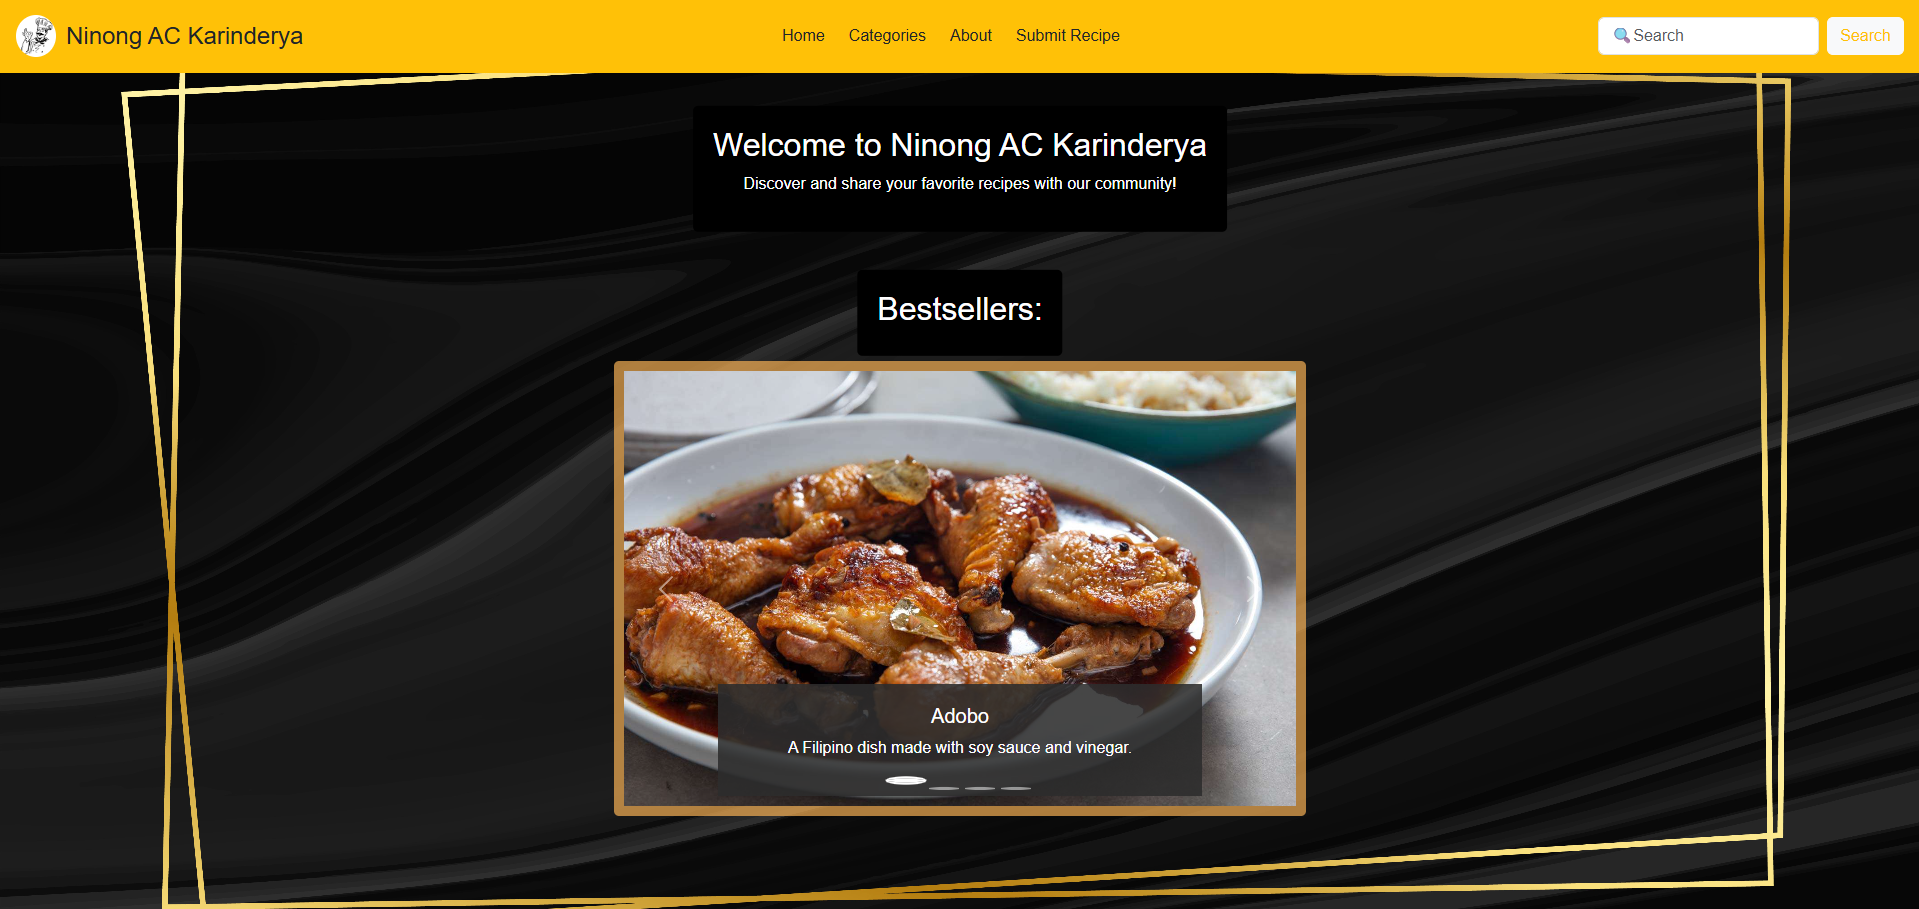 Ninong AC Karinderya
Home Categories About Submit Recipe
🔍 Search
Search
Welcome to Ninong AC Karinderya
Discover and share your favorite recipes with our community!
Bestsellers:
Adobo
A Filipino dish made with soy sauce and vinegar.